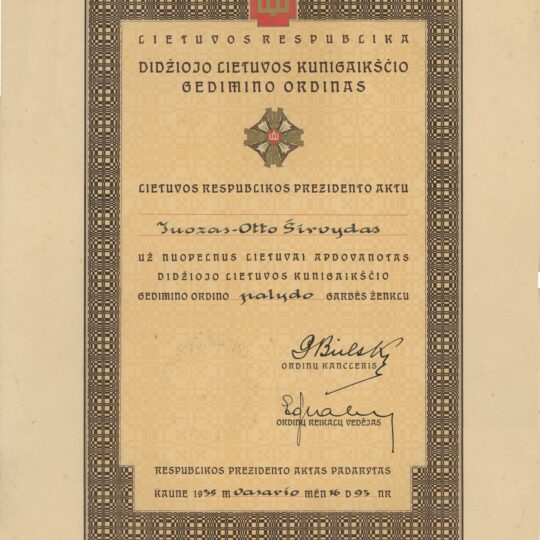 LIETUVOS RESPUBLIKA
DIDŽIOJO LIETUVOS KUNIGAIKŠČIO
GEDIMINO ORDINAS
LIETUVOS RESPUBLIKOS PREZIDENTO AKTU
Juozas-Otto Širvydas
UŽ NUOPELNUS LIETUVAI APDOVANOTAS
DIDŽIOJO LIETUVOS KUNIGAIKŠČIO
GEDIMINO ORDINO palydo GARBĖS ŽENKLU
ORDINŲ KANCLERIS
ORDINŲ REIKALŲ VEDĖJAS
RESPUBLIKOS PREZIDENTO AKTAS PADARYTAS
KAUNE 1935 M Vasario MĖN 16 D 93 NR